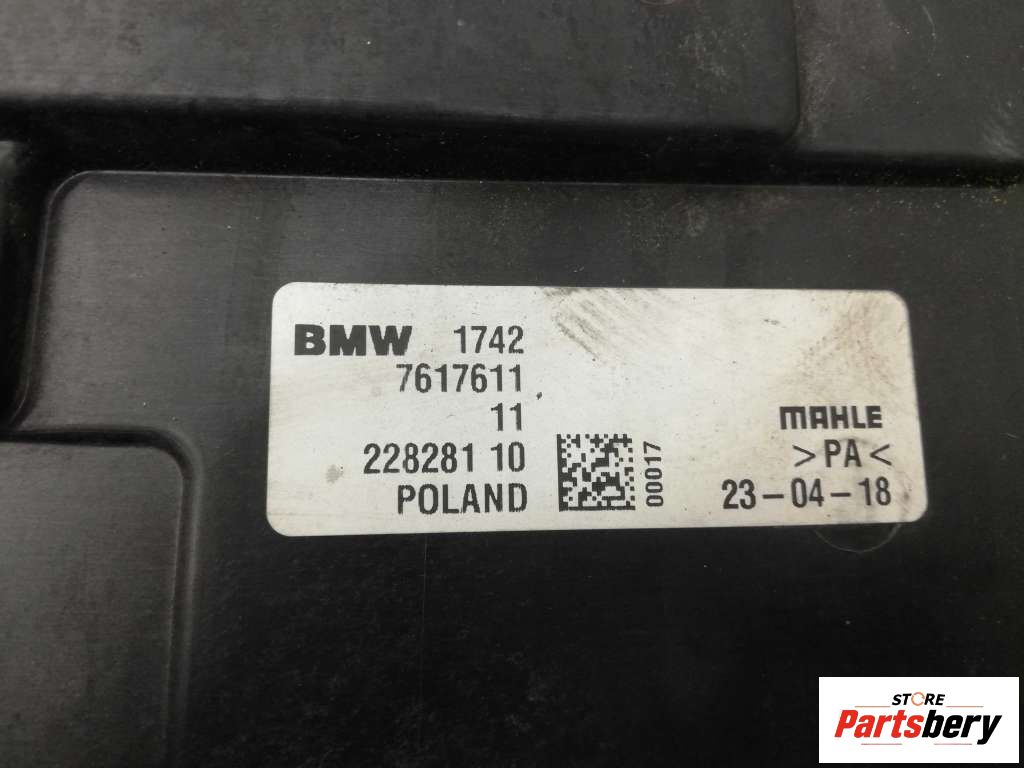 BMW 1742
7617611
11
228281 10
POLAND
00017
MAHLE
>PA<
23-04-18
STORE
Partsbery